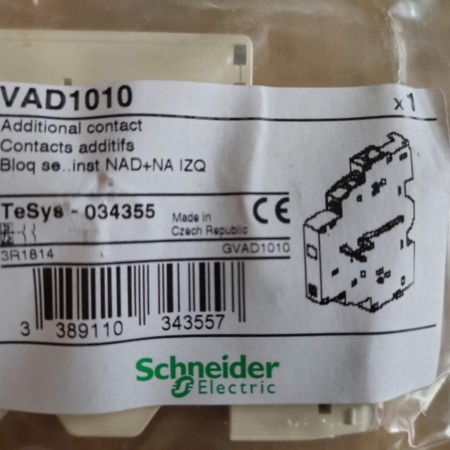 VAD1010 x1
Additional contact
Contacts additifs
Bloq se..inst NAD+NA IZQ
TeSys - 034355 Made in
Czech Republic CE
3R1814 GVAD1010
3 389110 343557
Schneider
Electric